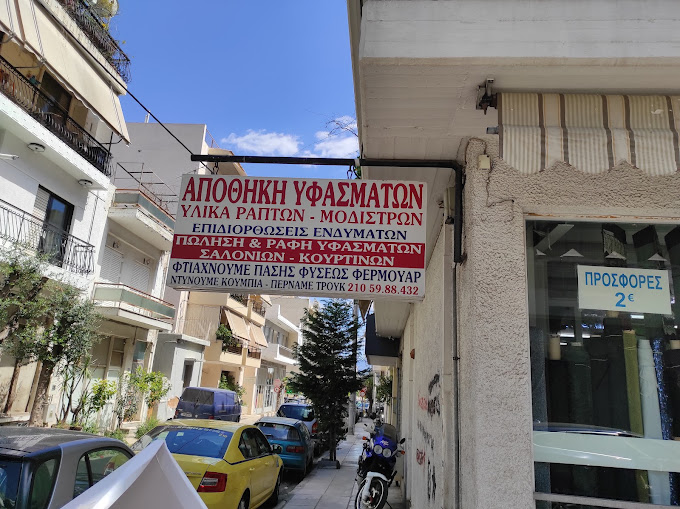 ΑΠΟΘΗΚΗ ΥΦΑΣΜΑΤΩΝ
ΥΛΙΚΑ ΡΑΠΤΩΝ - ΜΟΔΙΣΤΡΩΝ
ΕΠΙΔΙΟΡΘΩΣΕΙΣ ΕΝΔΥΜΑΤΩΝ
ΠΩΛΗΣΗ & ΡΑΦΗ ΥΦΑΣΜΑΤΩΝ
ΣΑΛΟΝΙΩΝ - ΚΟΥΡΤΙΝΩΝ
ΦΤΙΑΧΝΟΥΜΕ ΠΑΣΗΣ ΦΥΣΕΩΣ ΦΕΡΜΟΥΑΡ
ΝΤΥΝΟΥΜΕ ΚΟΥΜΠΙΑ - ΠΕΡΝΑΜΕ ΤΡΟΥΚ 210 59.88.432
ΠΡΟΣΦΟΡΕΣ
2€